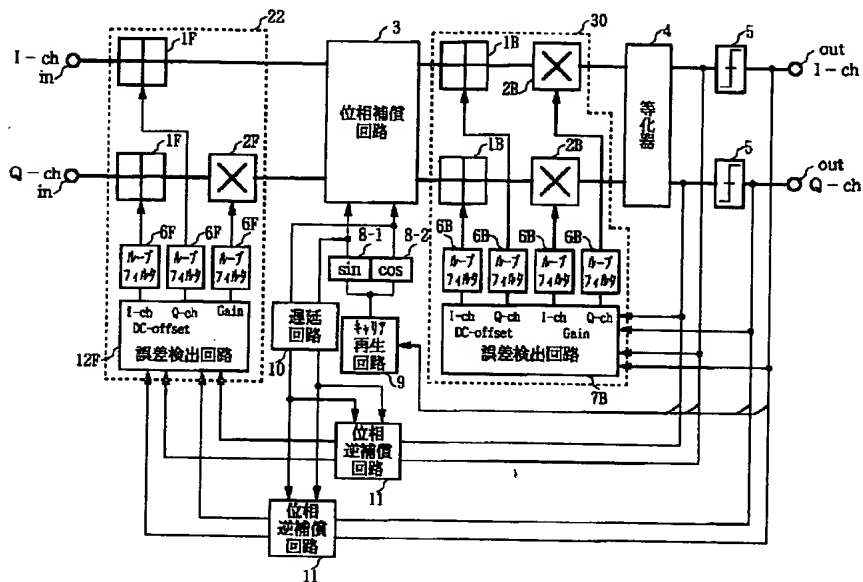 22
3
30
4
5
1F
1B
2B
I-ch
in
out
I-ch
位相補償
回路
等化器
1F
2F
1B
2B
5
Q-ch
in
out
Q-ch
6F
6F
6F
8-1
8-2
6B
6B
6B
6B
ループ
フィルタ
ループ
フィルタ
ループ
フィルタ
sin
cos
ループ
フィルタ
ループ
フィルタ
ループ
フィルタ
ループ
フィルタ
I-ch
Q-ch
Gain
DC-offset
誤差検出回路
12F
遅延
回路
10
キャリア
再生
回路
9
I-ch
Q-ch
I-ch
Q-ch
DC-offset
Gain
誤差検出回路
7B
位相
逆補償
回路
11
位相
逆補償
回路
11